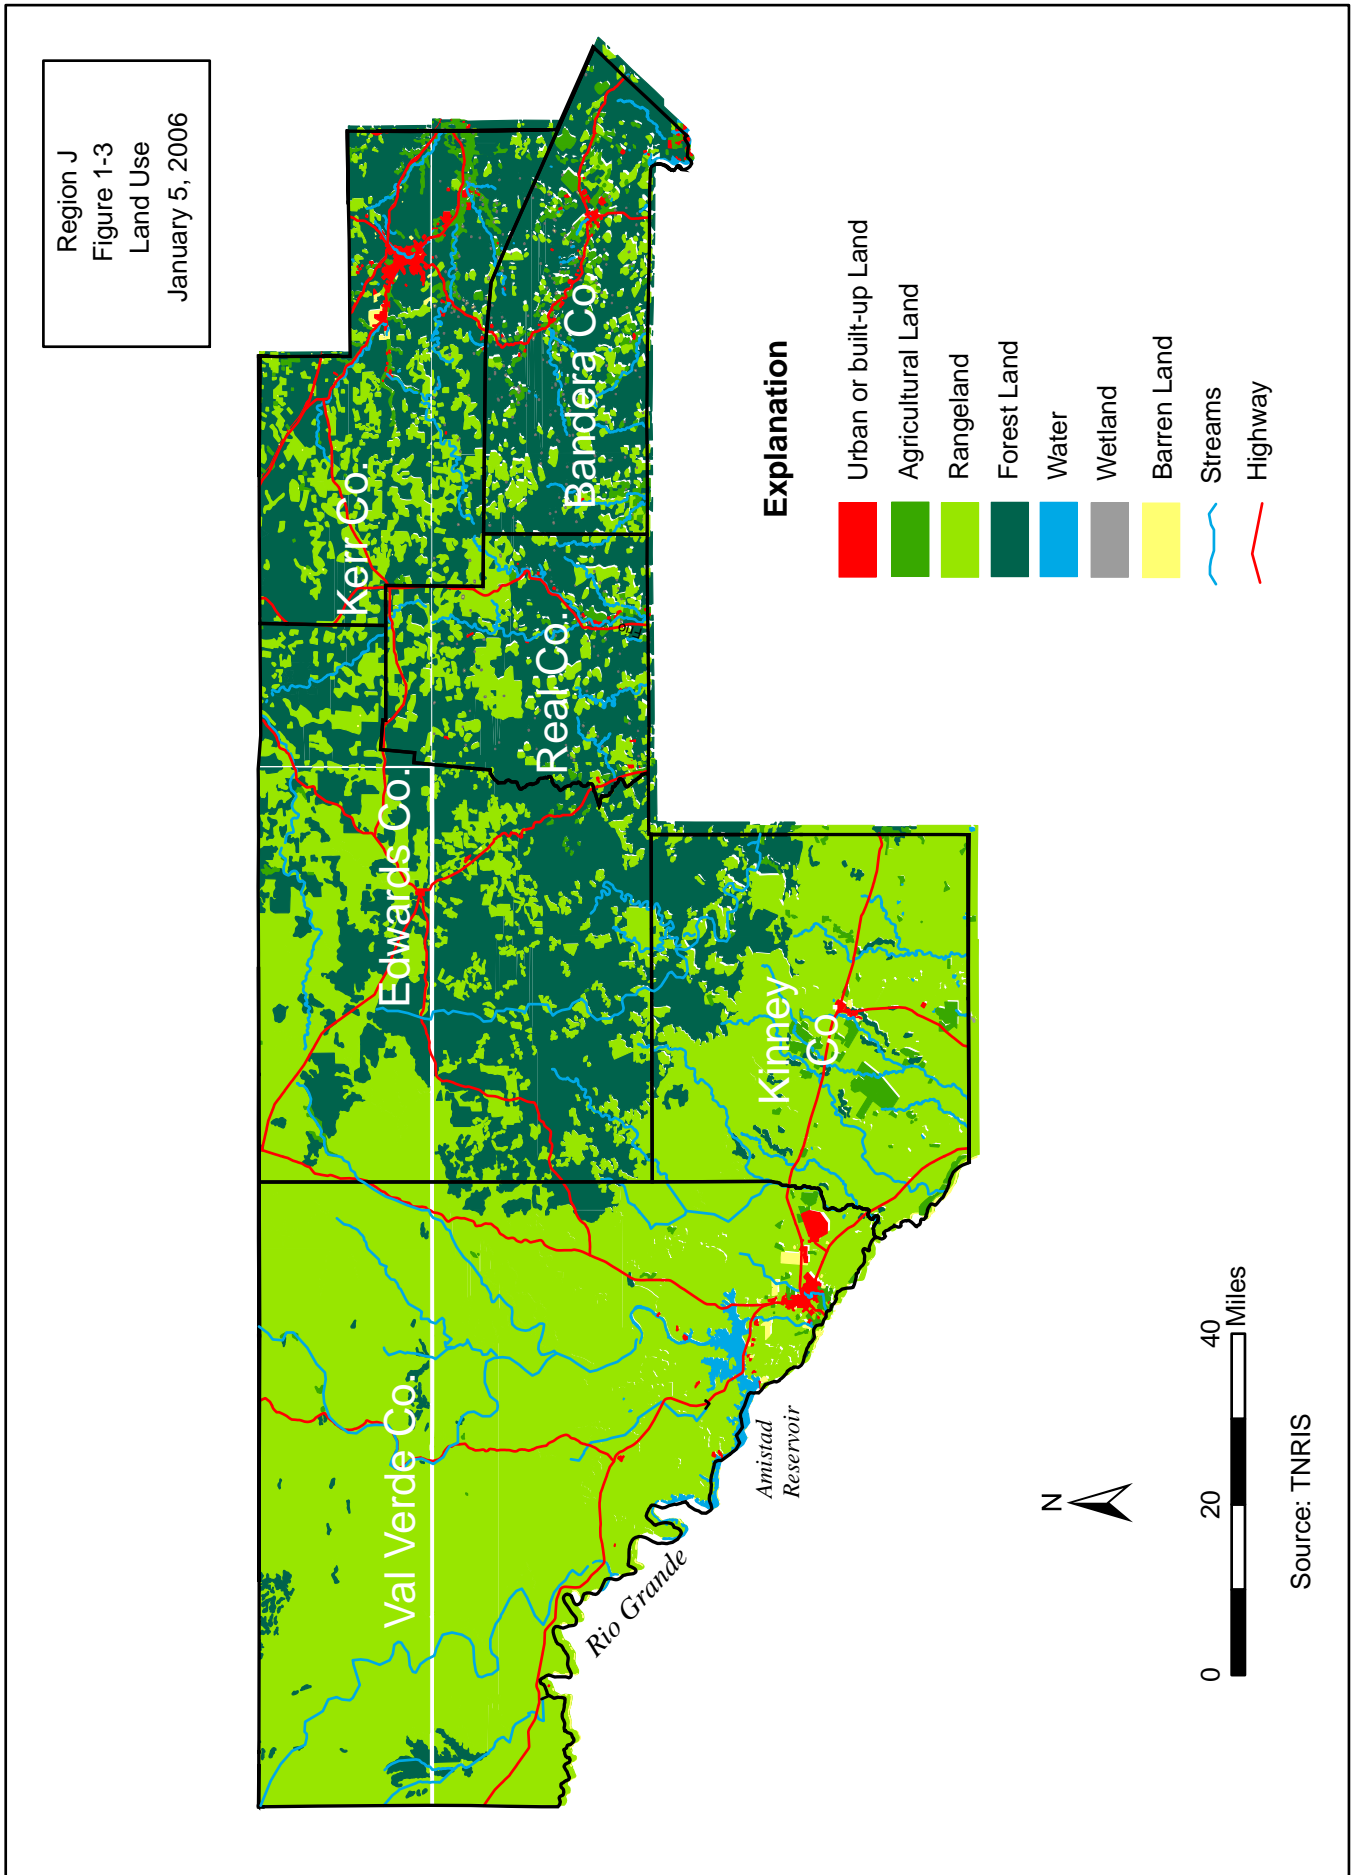 Region J
Figure 1-3
Land Use
January 5, 2006
Kerr Co.
Bandera Co.
Real Co.
Frio
Edwards Co.
Kinney
Co.
Val Verde Co.
Amistad
Reservoir
Rio Grande
Explanation
Urban or built-up Land
Agricultural Land
Rangeland
Forest Land
Water
Wetland
Barren Land
Streams
Highway
N
0 20 40
Miles
Source: TNRIS